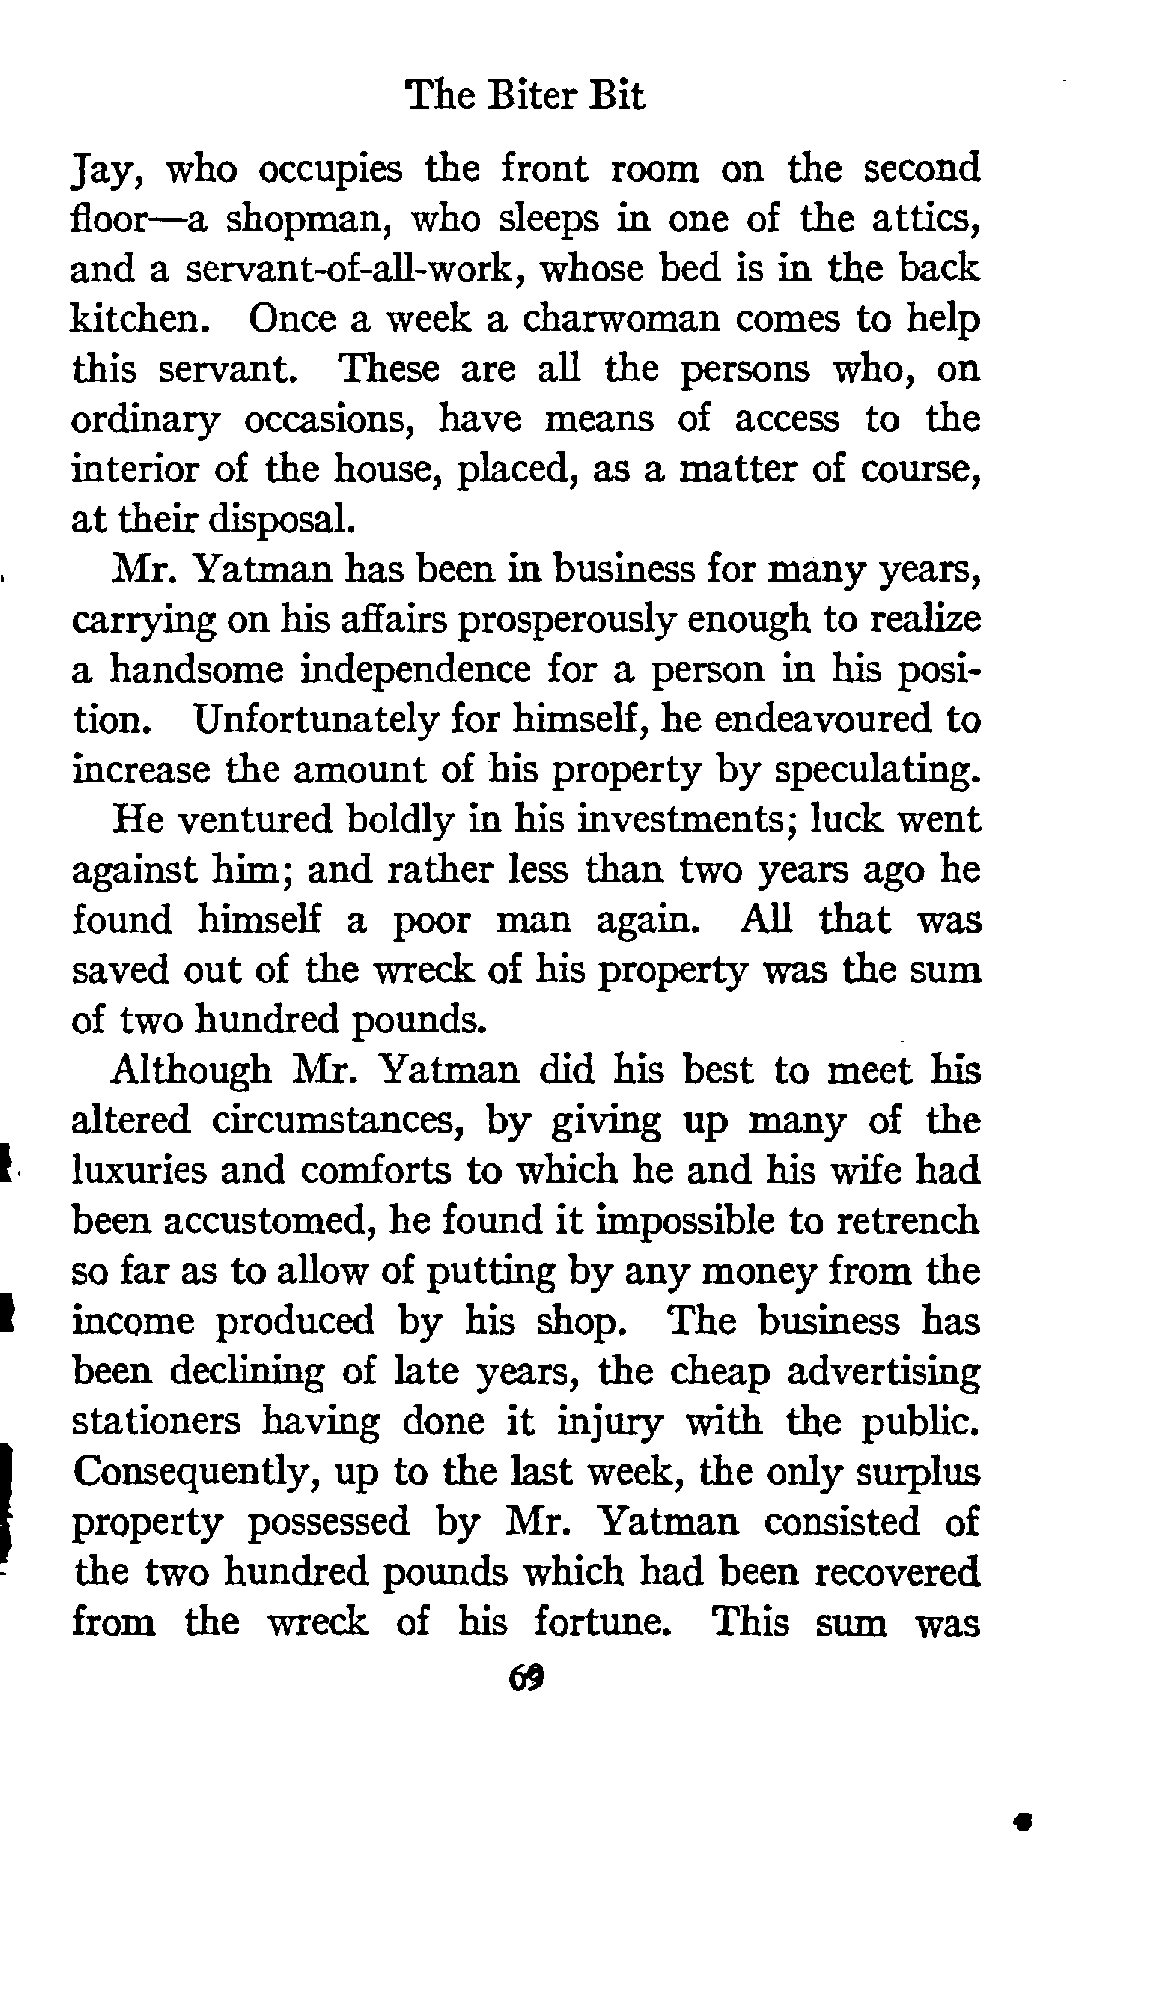 The Biter Bit
Jay, who occupies the front room on the second
floor—a shopman, who sleeps in one of the attics,
and a servant-of-all-work, whose bed is in the back
kitchen. Once a week a charwoman comes to help
this servant. These are all the persons who, on
ordinary occasions, have means of access to the
interior of the house, placed, as a matter of course,
at their disposal.
Mr. Yatman has been in business for many years,
carrying on his affairs prosperously enough to realize
a handsome independence for a person in his posi-
tion. Unfortunately for himself, he endeavoured to
increase the amount of his property by speculating.
He ventured boldly in his investments; luck went
against him; and rather less than two years ago he
found himself a poor man again. All that was
saved out of the wreck of his property was the sum
of two hundred pounds.
Although Mr. Yatman did his best to meet his
altered circumstances, by giving up many of the
luxuries and comforts to which he and his wife had
been accustomed, he found it impossible to retrench
so far as to allow of putting by any money from the
income produced by his shop. The business has
been declining of late years, the cheap advertising
stationers having done it injury with the public.
Consequently, up to the last week, the only surplus
property possessed by Mr. Yatman consisted of
the two hundred pounds which had been recovered
from the wreck of his fortune. This sum was
69